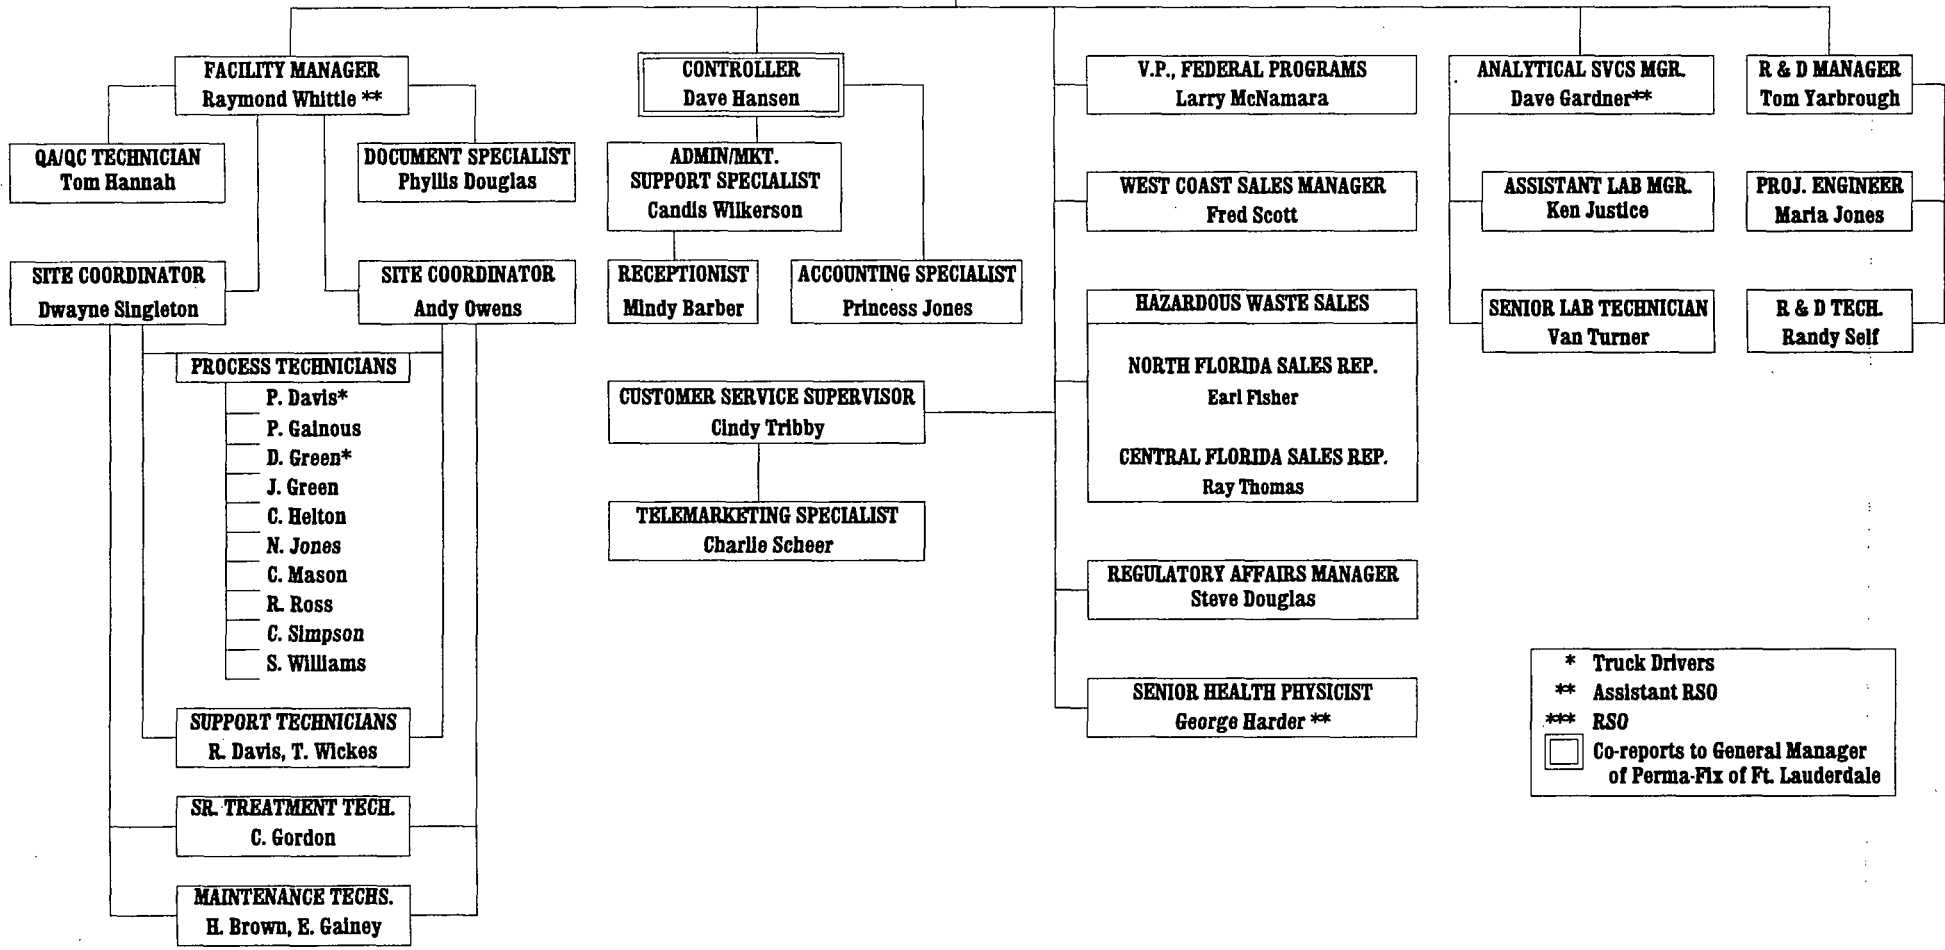 FACILITY MANAGER
Raymond Whittle **
QA/QC TECHNICIAN
Tom Hannah
DOCUMENT SPECIALIST
Phyllis Douglas
SITE COORDINATOR
Dwayne Singleton
SITE COORDINATOR
Andy Owens
PROCESS TECHNICIANS
P. Davis*
P. Gainous
D. Green*
J. Green
C. Helton
N. Jones
C. Mason
R. Ross
C. Simpson
S. Williams
SUPPORT TECHNICIANS
R. Davis, T. Wickes
SR. TREATMENT TECH.
C. Gordon
MAINTENANCE TECHS.
H. Brown, E. Gainey
CONTROLLER
Dave Hansen
ADMIN/MKT.
SUPPORT SPECIALIST
Candis Wilkerson
RECEPTIONIST
Mindy Barber
ACCOUNTING SPECIALIST
Princess Jones
CUSTOMER SERVICE SUPERVISOR
Cindy Tribby
TELEMARKETING SPECIALIST
Charlie Scheer
V.P., FEDERAL PROGRAMS
Larry McNamara
WEST COAST SALES MANAGER
Fred Scott
HAZARDOUS WASTE SALES
NORTH FLORIDA SALES REP.
Earl Fisher
CENTRAL FLORIDA SALES REP.
Ray Thomas
REGULATORY AFFAIRS MANAGER
Steve Douglas
SENIOR HEALTH PHYSICIST
George Harder **
ANALYTICAL SVCS MGR.
Dave Gardner**
ASSISTANT LAB MGR.
Ken Justice
SENIOR LAB TECHNICIAN
Van Turner
R & D MANAGER
Tom Yarbrough
PROJ. ENGINEER
Maria Jones
R & D TECH.
Randy Self
* Truck Drivers
** Assistant RSO
*** RSO
Co-reports to General Manager
of Perma-Fix of Ft. Lauderdale